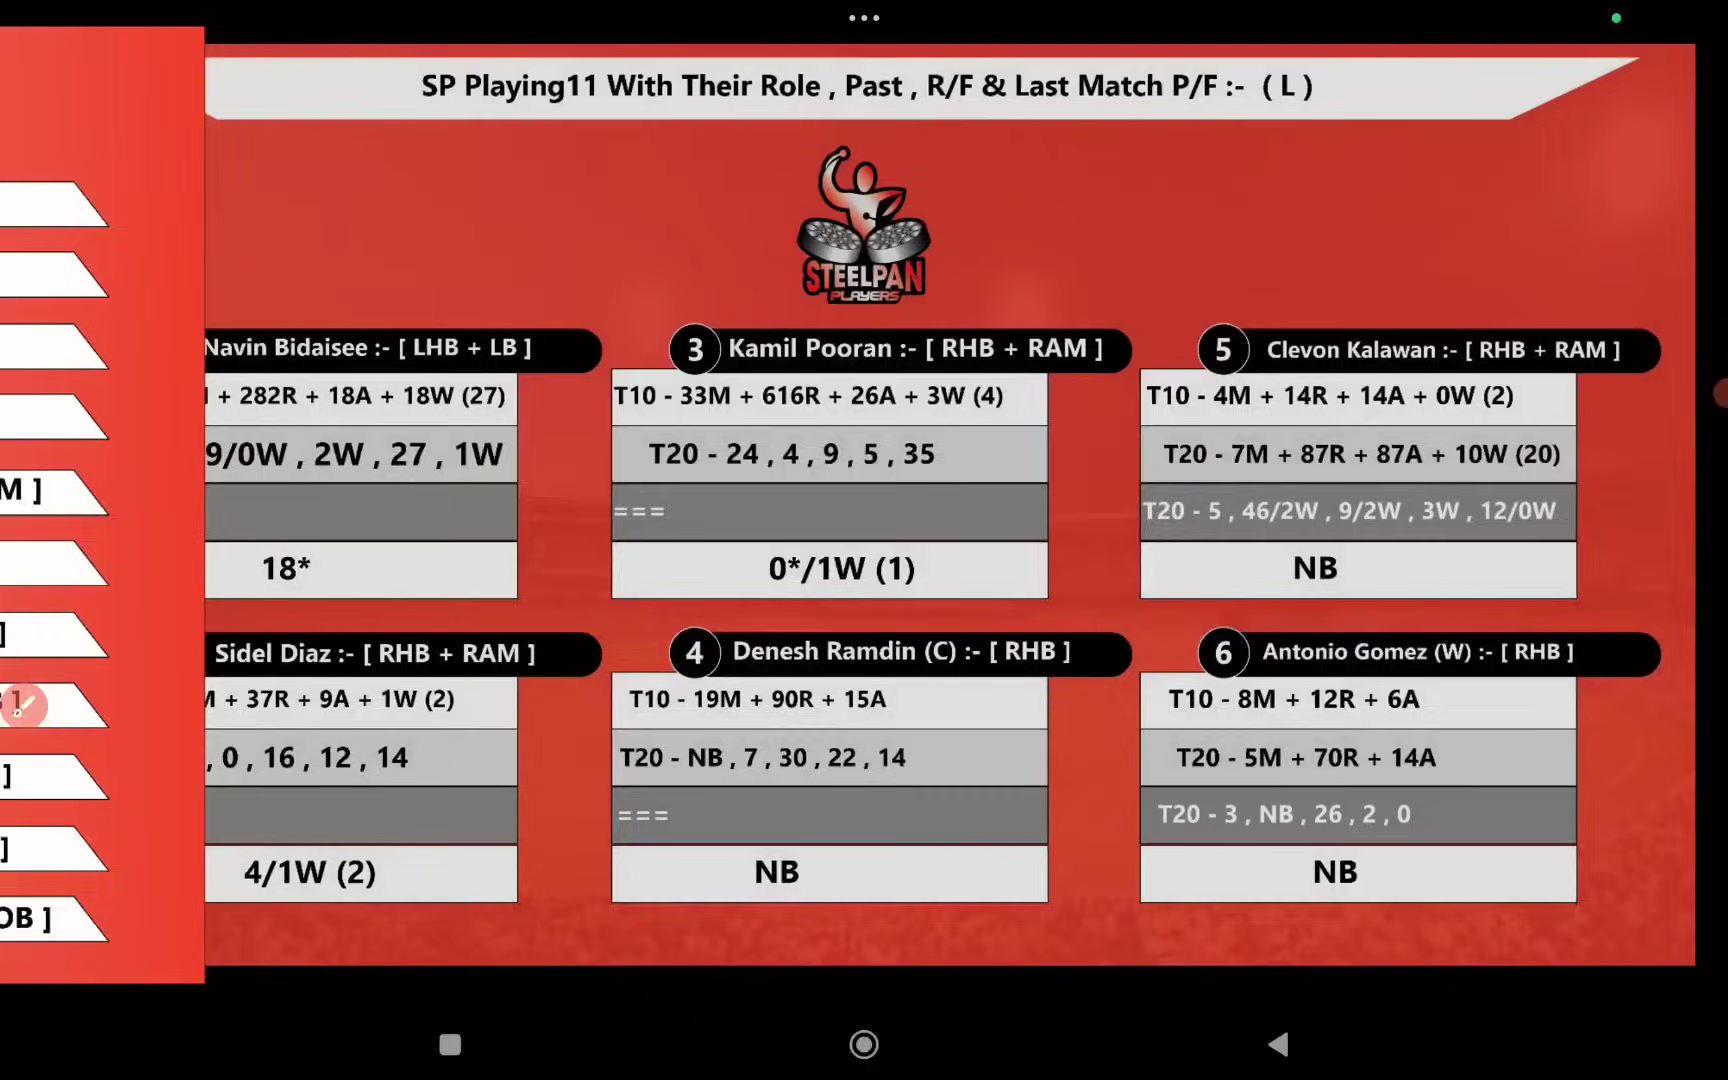 SP Playing11 With Their Role , Past , R/F & Last Match P/F :- ( L )
STEELPAN
PLAYERS
Navin Bidaisee :- [ LHB + LB ]
+ 282R + 18A + 18W (27)
9/0W , 2W , 27 , 1W
18*
3 Kamil Pooran :- [ RHB + RAM ]
T10 - 33M + 616R + 26A + 3W (4)
T20 - 24 , 4 , 9 , 5 , 35
===
0*/1W (1)
5 Clevon Kalawan :- [ RHB + RAM ]
T10 - 4M + 14R + 14A + 0W (2)
T20 - 7M + 87R + 87A + 10W (20)
T20 - 5 , 46/2W , 9/2W , 3W , 12/0W
NB
Sidel Diaz :- [ RHB + RAM ]
M + 37R + 9A + 1W (2)
, 0 , 16 , 12 , 14
4/1W (2)
4 Denesh Ramdin (C) :- [ RHB ]
T10 - 19M + 90R + 15A
T20 - NB , 7 , 30 , 22 , 14
===
NB
6 Antonio Gomez (W) :- [ RHB ]
T10 - 8M + 12R + 6A
T20 - 5M + 70R + 14A
T20 - 3 , NB , 26 , 2 , 0
NB
M ]
]
]
]
]
OB ]